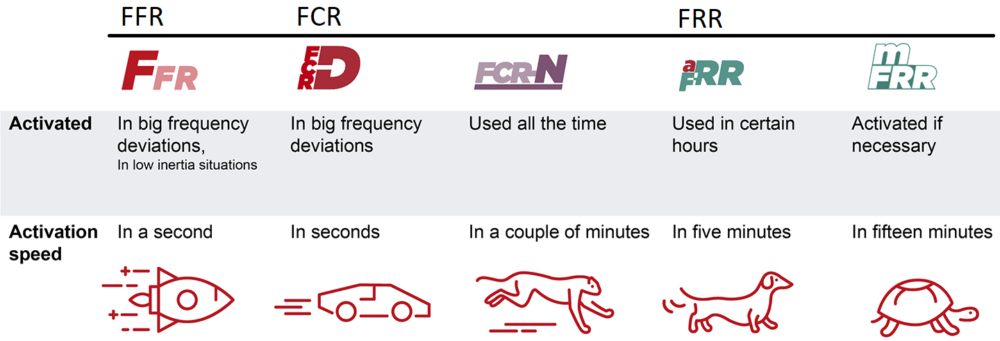 FFR FCR FRR
FFR FCR-D FCR-N aFRR mFRR
Activated In big frequency In big frequency Used all the time Used in certain Activated if
deviations, deviations hours necessary
In low inertia situations
Activation In a second In seconds In a couple of minutes In five minutes In fifteen minutes
speed